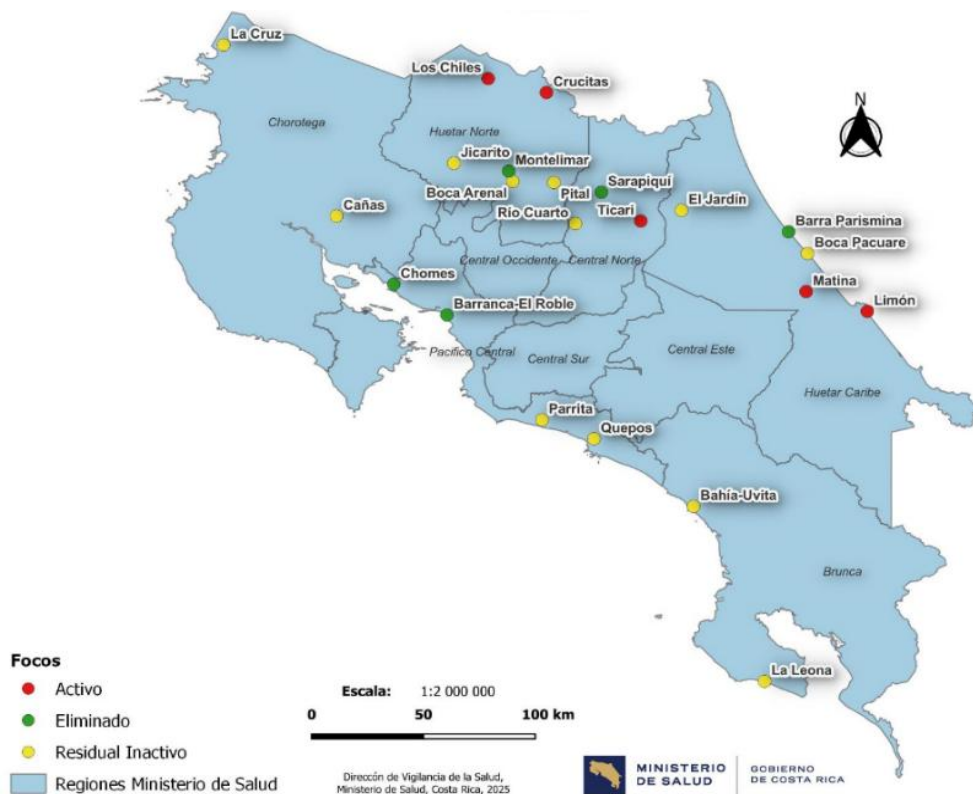 La Cruz
Los Chiles
Crucitas
N
Chorotega
Huetar Norte
Jicarito
Montelimar
Boca Arenal
Pital
Sarapiquí
Cañas
Río Cuarto
Ticari
El Jardín
Barra Parismina
Boca Pacuare
Central Occidente
Central Norte
Chomes
Matina
Limón
Barranca-El Roble
Pacífico Central
Central Sur
Central Este
Huetar Caribe
Parrita
Quepos
Bahía-Uvita
Brunca
La Leona
Focos
Activo
Eliminado
Residual Inactivo
Regiones Ministerio de Salud
Escala: 1:2 000 000
0 50 100 km
Direccón de Vigilancia de la Salud,
Ministerio de Salud, Costa Rica, 2025
MINISTERIO
DE SALUD
GOBIERNO
DE COSTA RICA